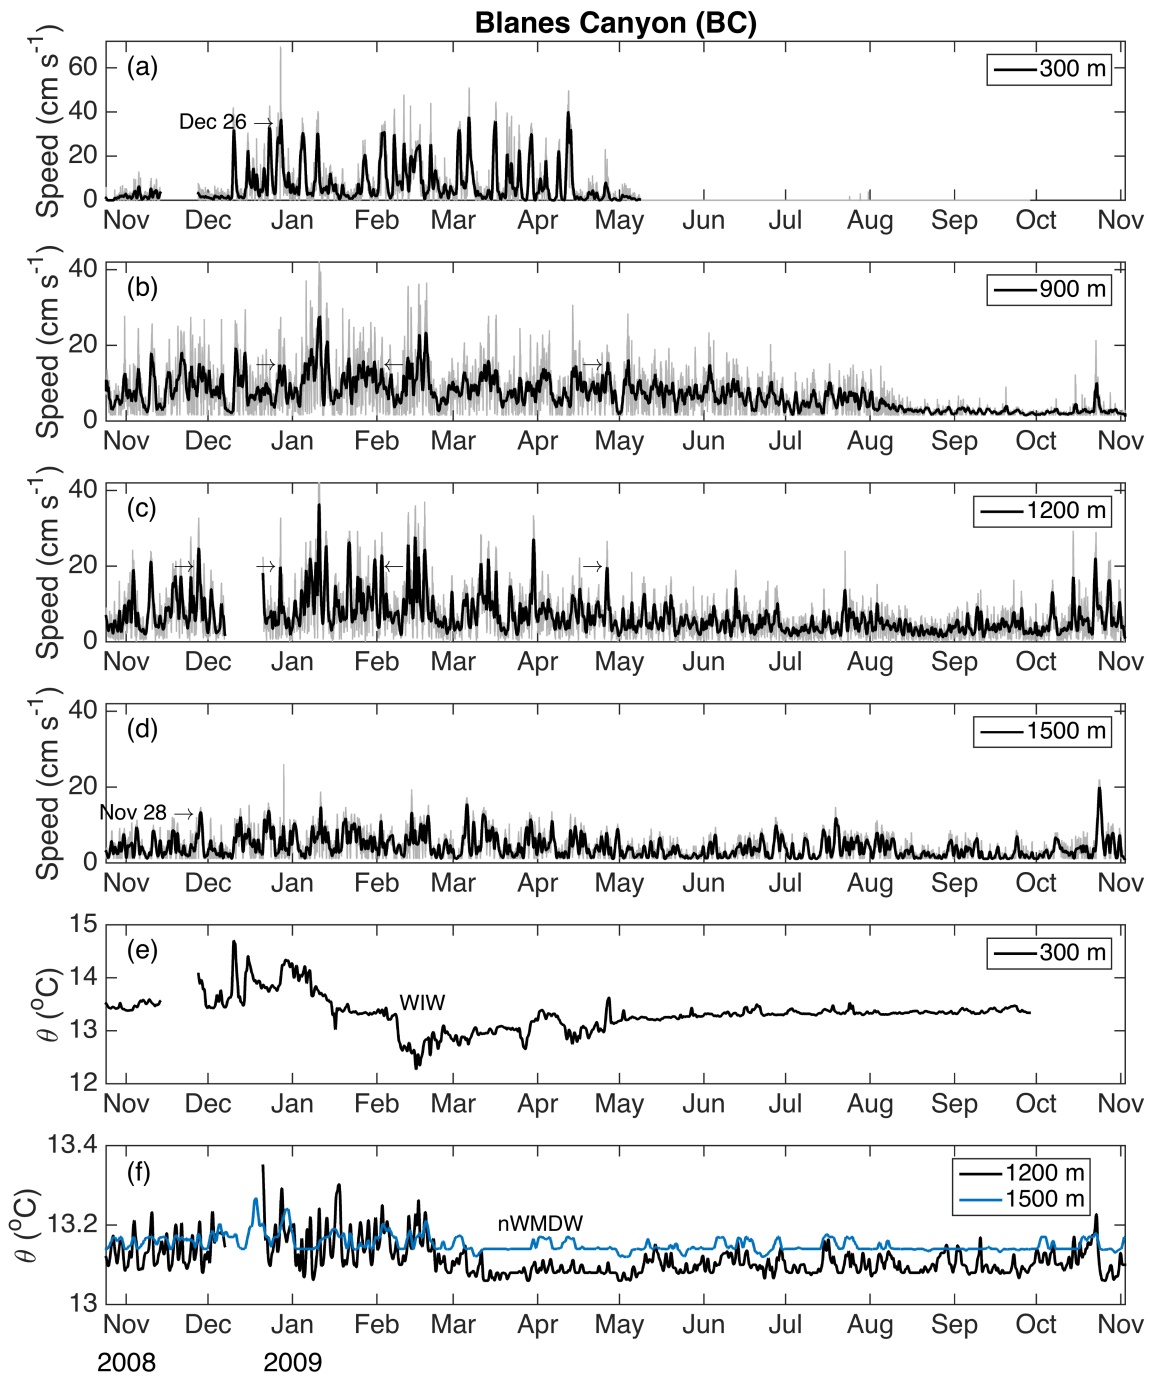 Blanes Canyon (BC)
(a)
300 m
Dec 26 →
Speed (cm s⁻¹)
60
40
20
0
Nov Dec Jan Feb Mar Apr May Jun Jul Aug Sep Oct Nov
(b)
900 m
Speed (cm s⁻¹)
40
20
0
Nov Dec Jan Feb Mar Apr May Jun Jul Aug Sep Oct Nov
(c)
1200 m
Speed (cm s⁻¹)
40
20
0
Nov Dec Jan Feb Mar Apr May Jun Jul Aug Sep Oct Nov
(d)
1500 m
Nov 28 →
Speed (cm s⁻¹)
40
20
0
Nov Dec Jan Feb Mar Apr May Jun Jul Aug Sep Oct Nov
(e)
300 m
WIW
θ (°C)
15
14
13
12
Nov Dec Jan Feb Mar Apr May Jun Jul Aug Sep Oct Nov
(f)
1200 m
1500 m
nWMDW
θ (°C)
13.4
13.2
13
Nov Dec Jan Feb Mar Apr May Jun Jul Aug Sep Oct Nov
2008 2009